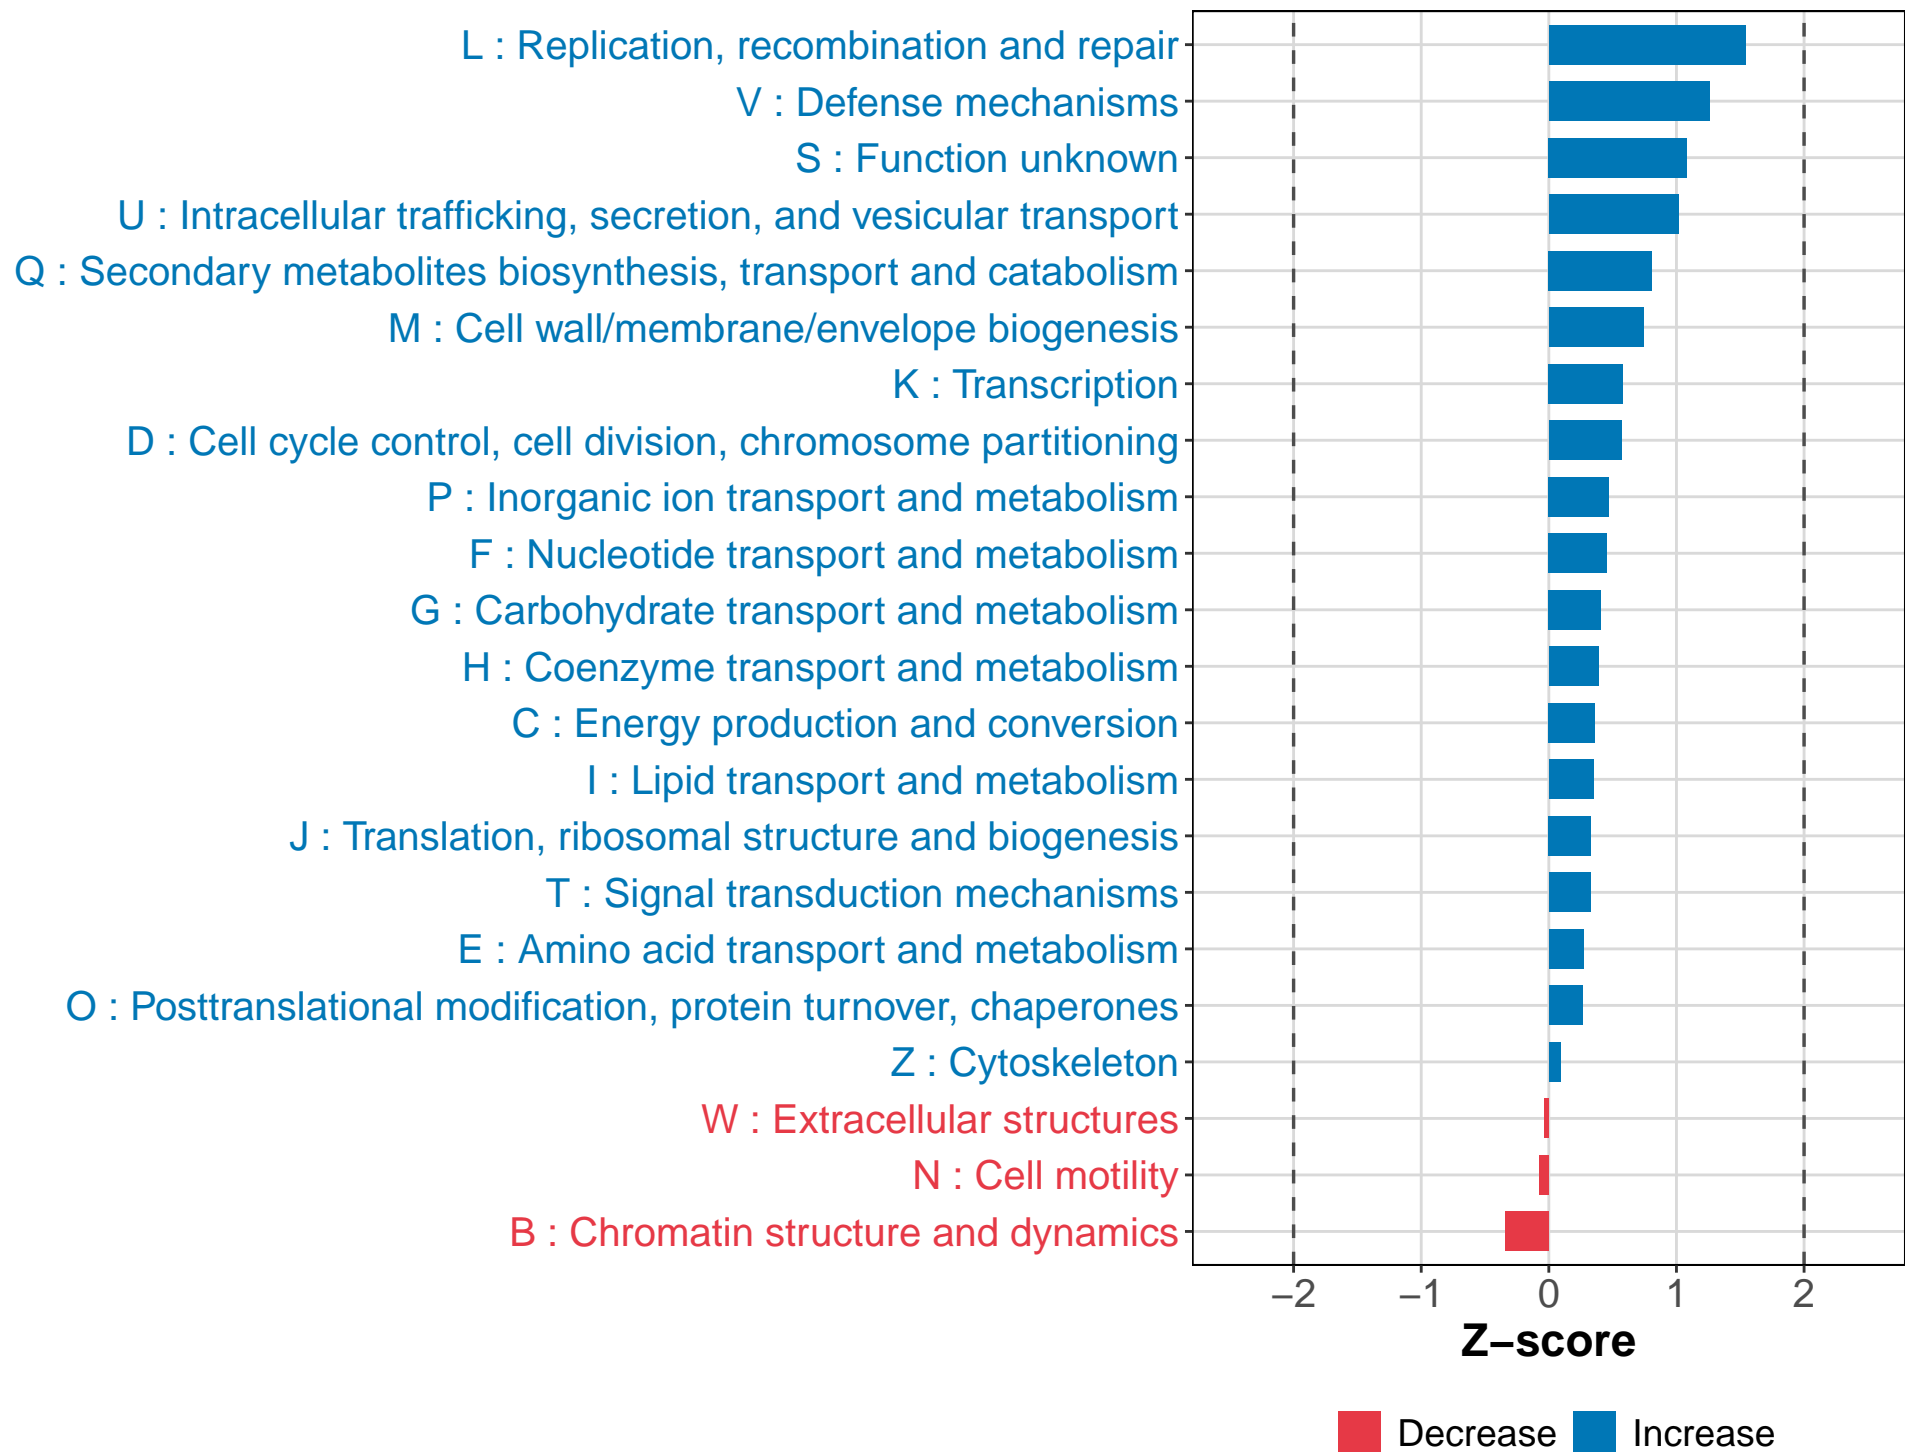 L : Replication, recombination and repair
V : Defense mechanisms
S : Function unknown
U : Intracellular trafficking, secretion, and vesicular transport
Q : Secondary metabolites biosynthesis, transport and catabolism
M : Cell wall/membrane/envelope biogenesis
K : Transcription
D : Cell cycle control, cell division, chromosome partitioning
P : Inorganic ion transport and metabolism
F : Nucleotide transport and metabolism
G : Carbohydrate transport and metabolism
H : Coenzyme transport and metabolism
C : Energy production and conversion
I : Lipid transport and metabolism
J : Translation, ribosomal structure and biogenesis
T : Signal transduction mechanisms
E : Amino acid transport and metabolism
O : Posttranslational modification, protein turnover, chaperones
Z : Cytoskeleton
W : Extracellular structures
N : Cell motility
B : Chromatin structure and dynamics
−2 −1 0 1 2
Z−score
Decrease Increase